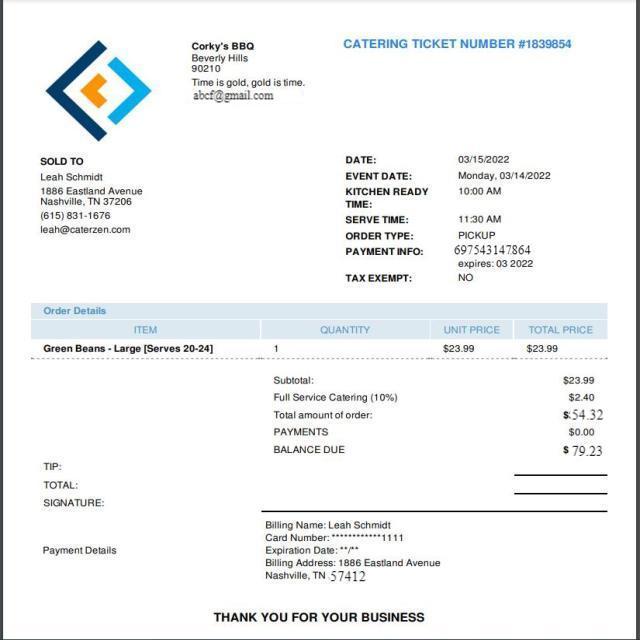 Corky's BBQ
Beverly Hills
90210
Time is gold, gold is time.
abcf@gmail.com
CATERING TICKET NUMBER #1839854
SOLD TO
Leah Schmidt
1886 Eastland Avenue
Nashville, TN 37206
(615) 831-1676
leah@caterzen.com
DATE: 03/15/2022
EVENT DATE: Monday, 03/14/2022
KITCHEN READY TIME: 10:00 AM
SERVE TIME: 11:30 AM
ORDER TYPE: PICKUP
PAYMENT INFO: 697543147864
expires: 03 2022
TAX EXEMPT: NO
Order Details
ITEM QUANTITY UNIT PRICE TOTAL PRICE
Green Beans - Large [Serves 20-24] 1 $23.99 $23.99
Subtotal: $23.99
Full Service Catering (10%) $2.40
Total amount of order: $54.32
PAYMENTS $0.00
BALANCE DUE $ 79.23
TIP:
TOTAL:
SIGNATURE:
Payment Details
Billing Name: Leah Schmidt
Card Number: ************1111
Expiration Date: **/**
Billing Address: 1886 Eastland Avenue
Nashville, TN 57412
THANK YOU FOR YOUR BUSINESS